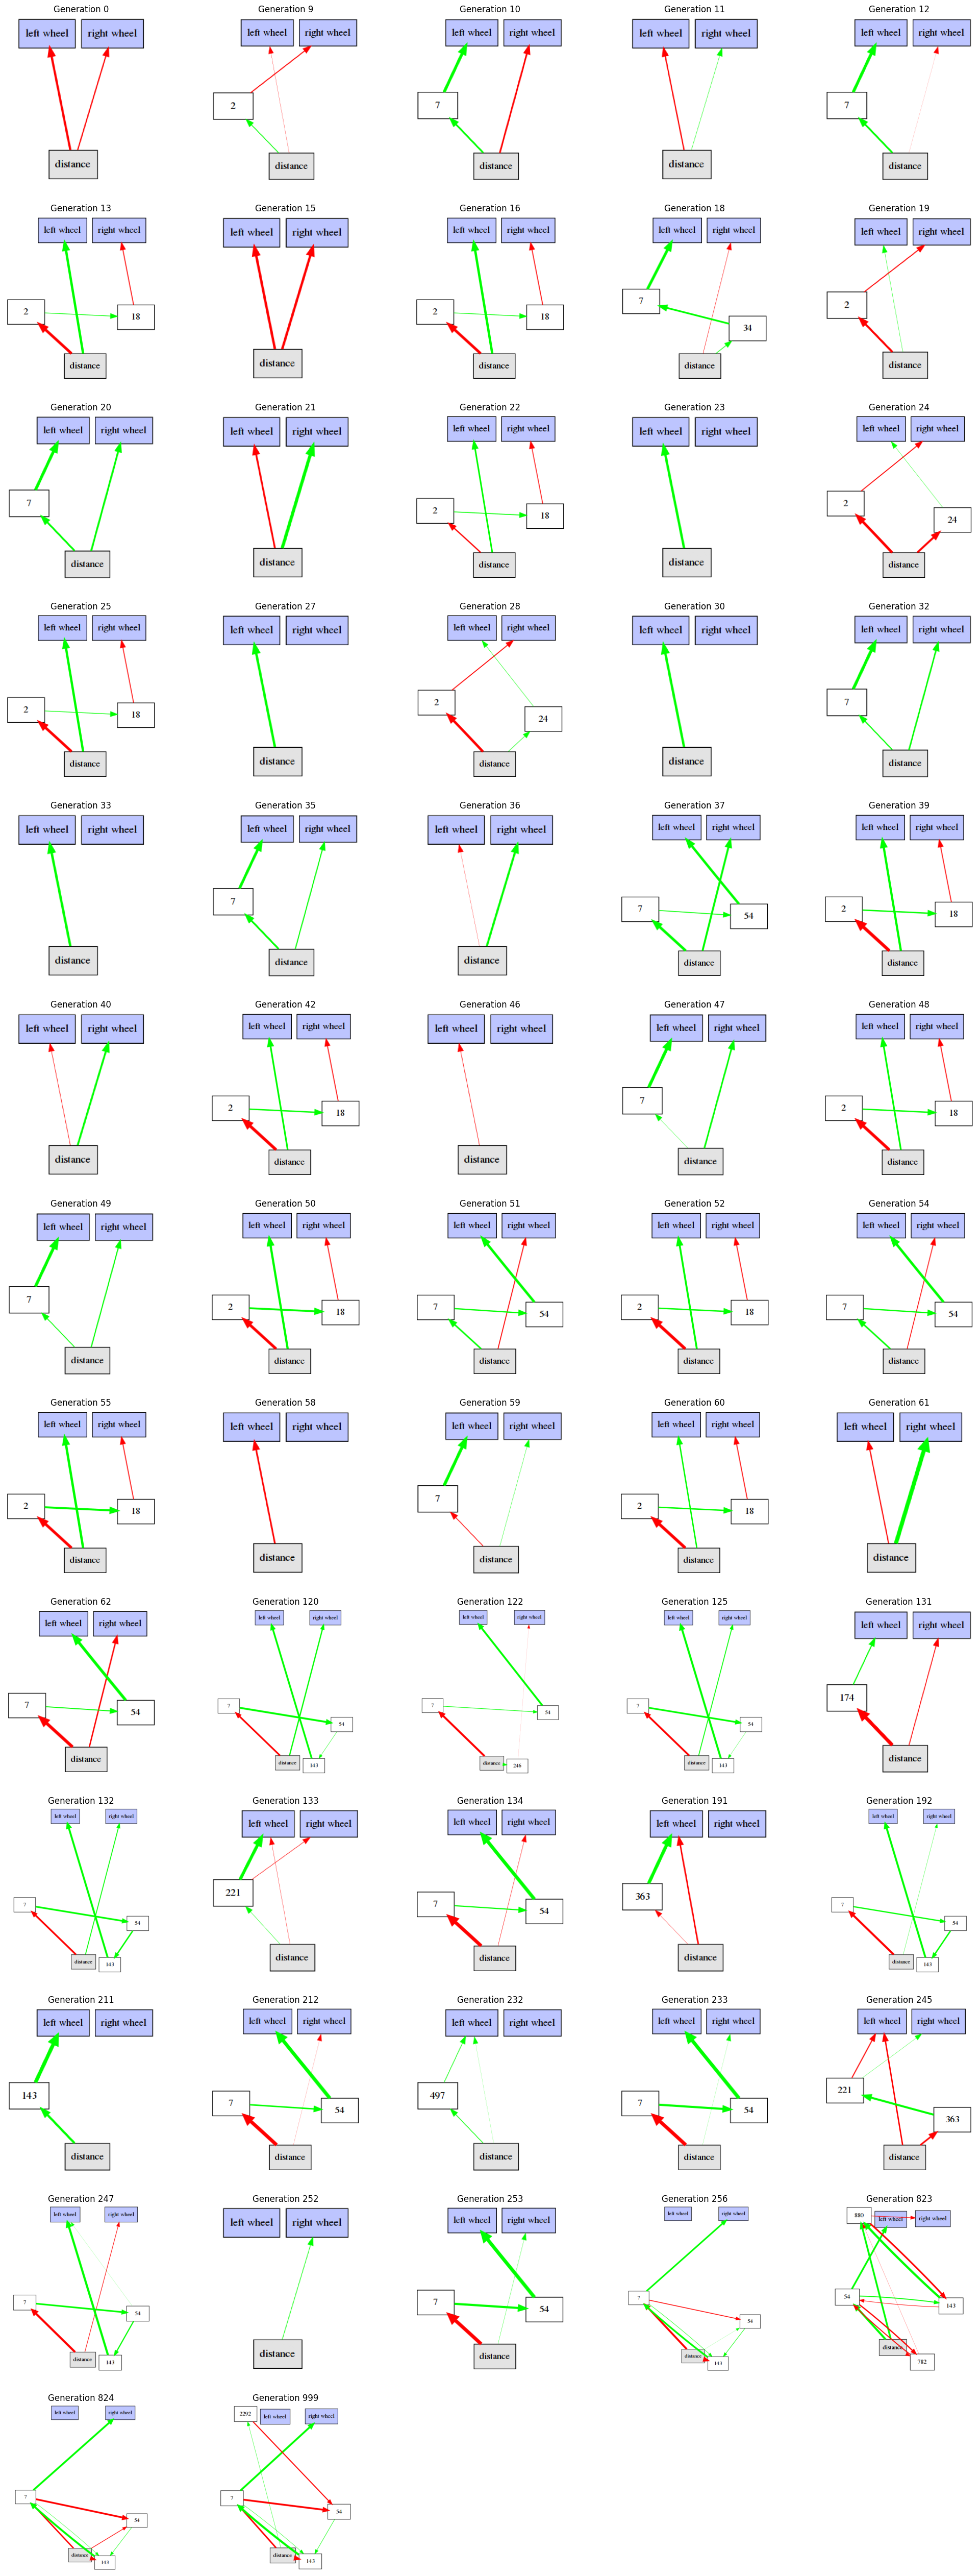 Generation 0
Generation 9
Generation 10
Generation 11
Generation 12
left wheel right wheel
left wheel right wheel
left wheel right wheel
left wheel right wheel
left wheel right wheel
2
7
7
distance
distance
distance
distance
distance
Generation 13
Generation 15
Generation 16
Generation 18
Generation 19
left wheel right wheel
left wheel right wheel
left wheel right wheel
left wheel right wheel
left wheel right wheel
2 18
2 18
7
34
2
distance
distance
distance
distance
distance
Generation 20
Generation 21
Generation 22
Generation 23
Generation 24
left wheel right wheel
left wheel right wheel
left wheel right wheel
left wheel right wheel
left wheel right wheel
7
2 18
2
24
distance
distance
distance
distance
distance
Generation 25
Generation 27
Generation 28
Generation 30
Generation 32
left wheel right wheel
left wheel right wheel
left wheel right wheel
left wheel right wheel
left wheel right wheel
2 18
2
24
7
distance
distance
distance
distance
distance
Generation 33
Generation 35
Generation 36
Generation 37
Generation 39
left wheel right wheel
left wheel right wheel
left wheel right wheel
left wheel right wheel
left wheel right wheel
7
7 54
2 18
distance
distance
distance
distance
distance
Generation 40
Generation 42
Generation 46
Generation 47
Generation 48
left wheel right wheel
left wheel right wheel
left wheel right wheel
left wheel right wheel
left wheel right wheel
2 18
7
2 18
distance
distance
distance
distance
distance
Generation 49
Generation 50
Generation 51
Generation 52
Generation 54
left wheel right wheel
left wheel right wheel
left wheel right wheel
left wheel right wheel
left wheel right wheel
7
2 18
7 54
2 18
7 54
distance
distance
distance
distance
distance
Generation 55
Generation 58
Generation 59
Generation 60
Generation 61
left wheel right wheel
left wheel right wheel
left wheel right wheel
left wheel right wheel
left wheel right wheel
2 18
7
2 18
distance
distance
distance
distance
distance
Generation 62
Generation 120
Generation 122
Generation 125
Generation 131
left wheel right wheel
left wheel right wheel
left wheel right wheel
left wheel right wheel
left wheel right wheel
7 54
7
54
7
54
7
54
174
distance
distance 143
distance 246
distance 143
distance
Generation 132
Generation 133
Generation 134
Generation 191
Generation 192
left wheel right wheel
left wheel right wheel
left wheel right wheel
left wheel right wheel
left wheel right wheel
7
54
221
7 54
363
7
54
distance 143
distance
distance
distance
distance 143
Generation 211
Generation 212
Generation 232
Generation 233
Generation 245
left wheel right wheel
left wheel right wheel
left wheel right wheel
left wheel right wheel
left wheel right wheel
143
7 54
497
7 54
221
363
distance
distance
distance
distance
distance
Generation 247
Generation 252
Generation 253
Generation 256
Generation 823
left wheel right wheel
left wheel right wheel
left wheel right wheel
left wheel right wheel
880 left wheel right wheel
7
54
7 54
7
54
54 143
distance 143
distance
distance
distance 143
distance
782
Generation 824
Generation 999
left wheel right wheel
2292 left wheel right wheel
7
54
7
54
distance 143
distance 143